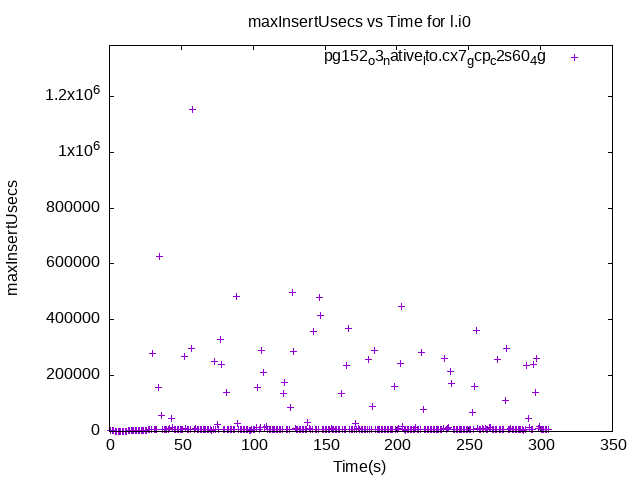 maxInsertUsecs vs Time for l.i0
pg152_o3_native_lto.cx7_gcp_c2s60_4g
1.2x10^6
1x10^6
800000
600000
400000
200000
0
maxInsertUsecs
0 50 100 150 200 250 300 350
Time(s)